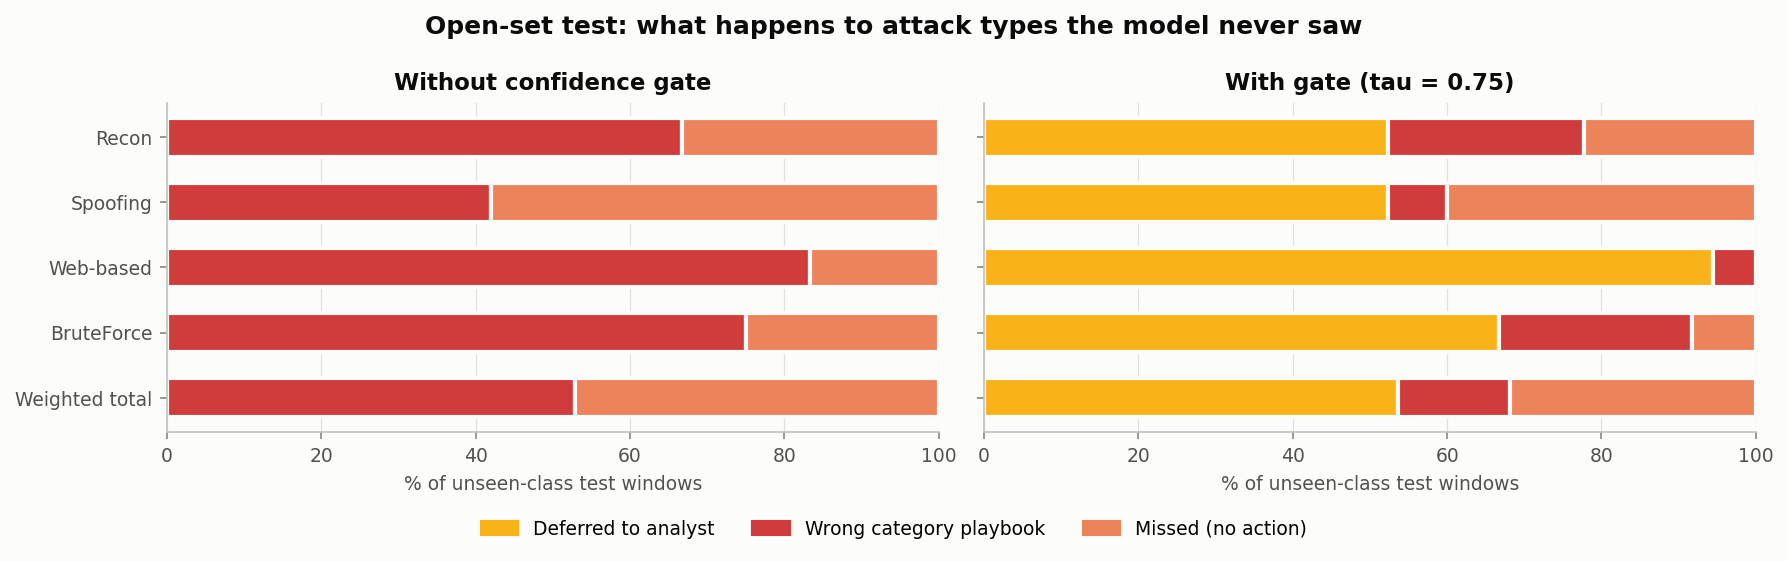 Open-set test: what happens to attack types the model never saw
Without confidence gate
Recon
Spoofing
Web-based
BruteForce
Weighted total
0 20 40 60 80 100
% of unseen-class test windows
With gate (tau = 0.75)
0 20 40 60 80 100
% of unseen-class test windows
Deferred to analyst Wrong category playbook Missed (no action)